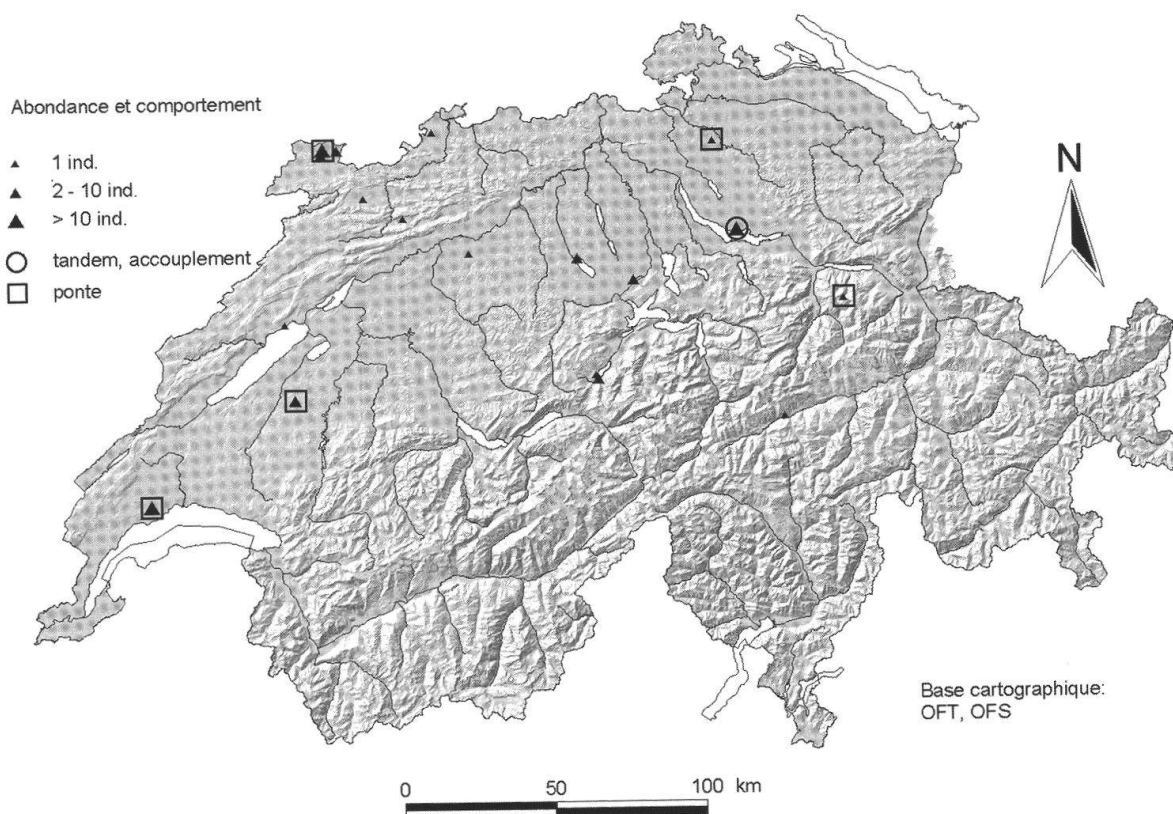 Abondance et comportement
1 ind.
2 - 10 ind.
> 10 ind.
tandem, accouplement
ponte
N
Base cartographique:
OFT, OFS
0 50 100 km